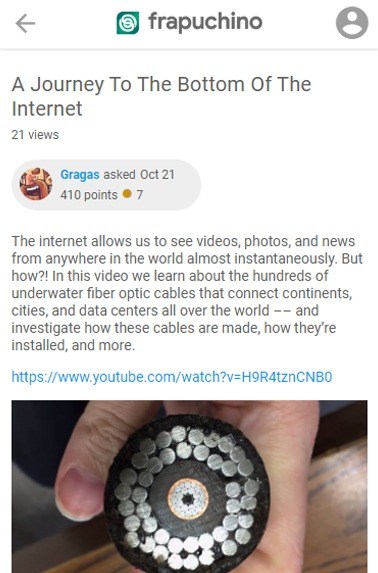 frapuchino
A Journey To The Bottom Of The
Internet
21 views
Gragas asked Oct 21
410 points 7
The internet allows us to see videos, photos, and news
from anywhere in the world almost instantaneously. But
how?! In this video we learn about the hundreds of
underwater fiber optic cables that connect continents,
cities, and data centers all over the world –– and
investigate how these cables are made, how they're
installed, and more.
https://www.youtube.com/watch?v=H9R4tznCNB0